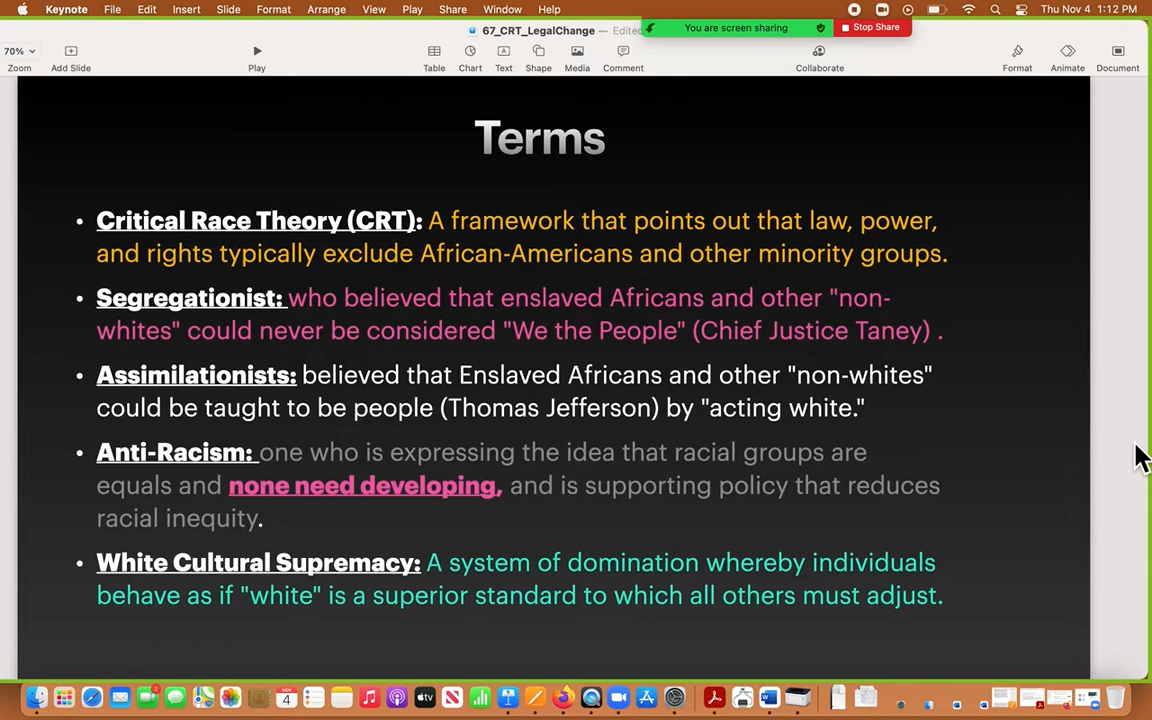 Keynote File Edit Insert Slide Format Arrange View Play Share Window Help Thu Nov 4 1:12 PM
67_CRT_LegalChange — Edited
You are screen sharing Stop Share
70%
Zoom Add Slide Play Table Chart Text Shape Media Comment Collaborate Format Animate Document
Terms
• Critical Race Theory (CRT): A framework that points out that law, power,
and rights typically exclude African-Americans and other minority groups.
• Segregationist: who believed that enslaved Africans and other "non-
whites" could never be considered "We the People" (Chief Justice Taney) .
• Assimilationists: believed that Enslaved Africans and other "non-whites"
could be taught to be people (Thomas Jefferson) by "acting white."
• Anti-Racism: one who is expressing the idea that racial groups are
equals and none need developing, and is supporting policy that reduces
racial inequity.
• White Cultural Supremacy: A system of domination whereby individuals
behave as if "white" is a superior standard to which all others must adjust.
NOV
4
tv